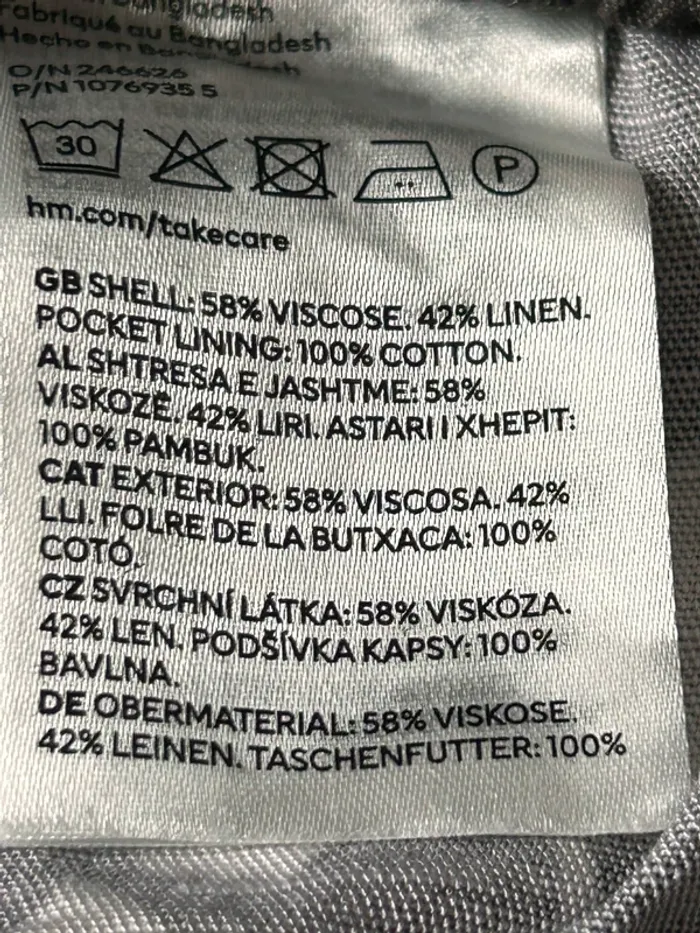 Bangladesh
Fabriqué au Bangladesh
Hecho en Bangladesh
O/N 246626
P/N 1076935 5
30
P
hm.com/takecare
GB SHELL: 58% VISCOSE. 42% LINEN.
POCKET LINING: 100% COTTON.
AL SHTRESA E JASHTME: 58%
VISKOZË. 42% LIRI. ASTARI I XHEPIT:
100% PAMBUK.
CAT EXTERIOR: 58% VISCOSA. 42%
LLI. FOLRE DE LA BUTXACA: 100%
COTÓ.
CZ SVRCHNÍ LÁTKA: 58% VISKÓZA.
42% LEN. PODŠÍVKA KAPSY: 100%
BAVLNA.
DE OBERMATERIAL: 58% VISKOSE.
42% LEINEN. TASCHENFUTTER: 100%